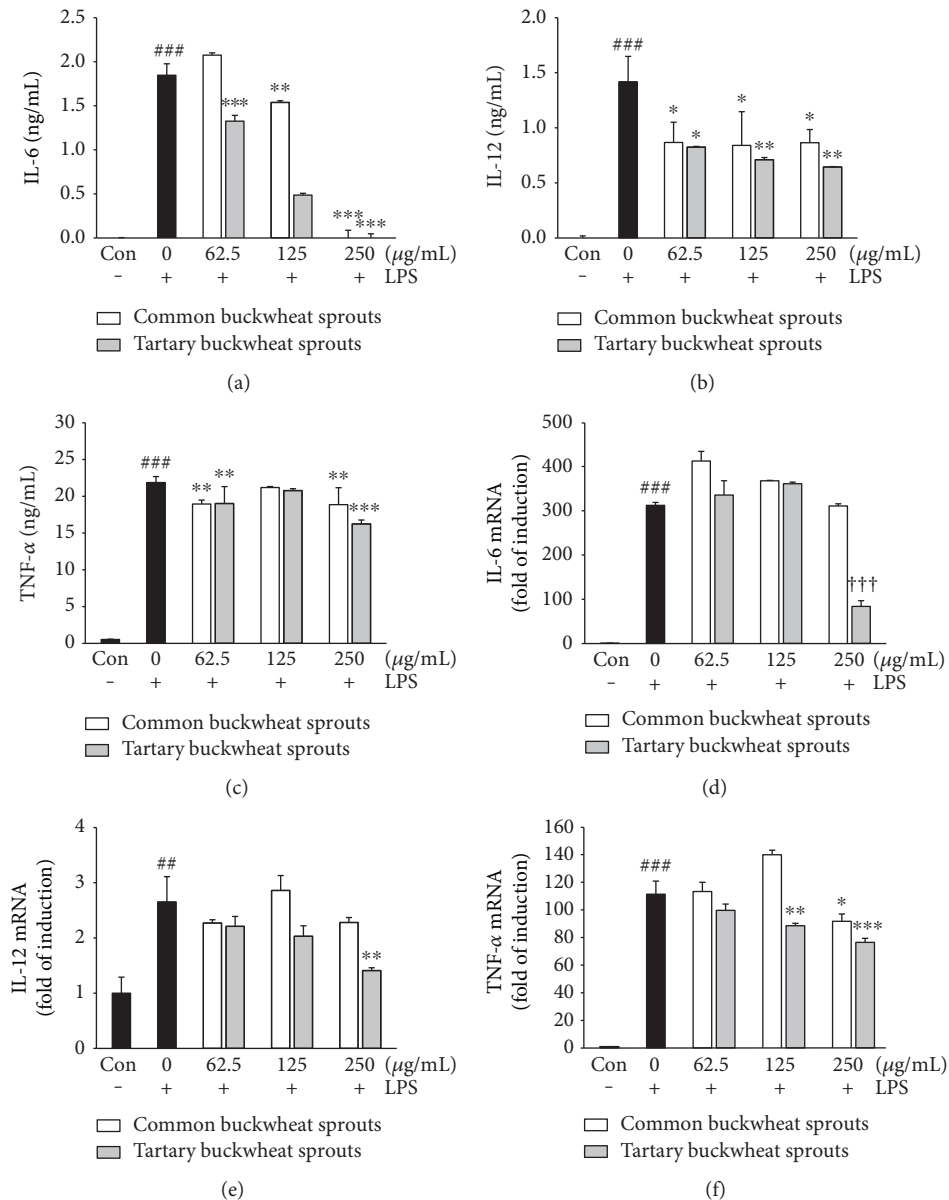 2.5
2.0
1.5
1.0
0.5
0.0
IL-6 (ng/mL)
###
***
**
***
***
Con 0 62.5 125 250 (μg/mL)
- + + + + LPS
Common buckwheat sprouts
Tartary buckwheat sprouts
(a)
2.0
1.5
1.0
0.5
0.0
IL-12 (ng/mL)
###
*
*
*
**
*
**
Con 0 62.5 125 250 (μg/mL)
- + + + + LPS
Common buckwheat sprouts
Tartary buckwheat sprouts
(b)
30
25
20
15
10
5
0
TNF-α (ng/mL)
###
**
**
**
***
Con 0 62.5 125 250 (μg/mL)
- + + + + LPS
Common buckwheat sprouts
Tartary buckwheat sprouts
(c)
500
400
300
200
100
0
IL-6 mRNA
(fold of induction)
###
†††
Con 0 62.5 125 250 (μg/mL)
- + + + + LPS
Common buckwheat sprouts
Tartary buckwheat sprouts
(d)
4
3
2
1
0
IL-12 mRNA
(fold of induction)
##
**
Con 0 62.5 125 250 (μg/mL)
- + + + + LPS
Common buckwheat sprouts
Tartary buckwheat sprouts
(e)
160
140
120
100
80
60
40
20
0
TNF-α mRNA
(fold of induction)
###
**
*
***
Con 0 62.5 125 250 (μg/mL)
- + + + + LPS
Common buckwheat sprouts
Tartary buckwheat sprouts
(f)